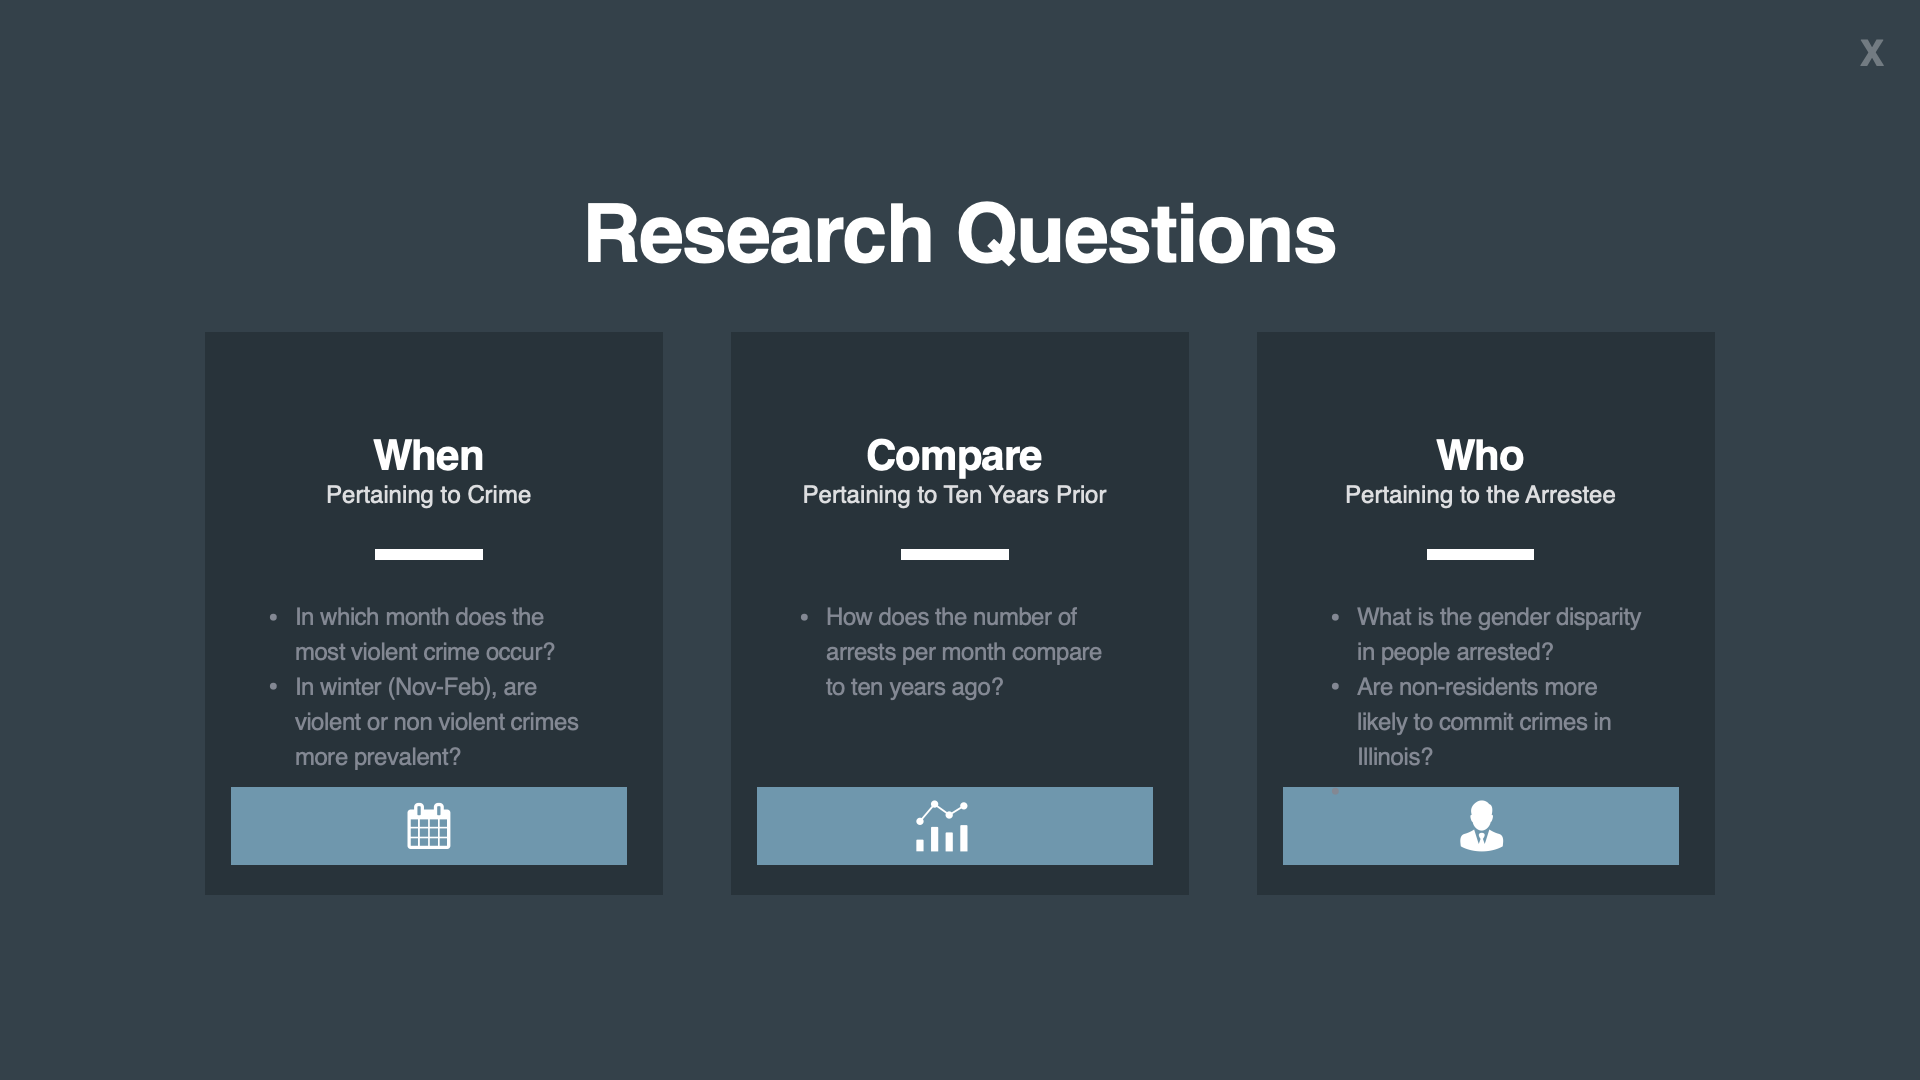 X
Research Questions
When
Pertaining to Crime
• In which month does the
most violent crime occur?
• In winter (Nov-Feb), are
violent or non violent crimes
more prevalent?
Compare
Pertaining to Ten Years Prior
• How does the number of
arrests per month compare
to ten years ago?
Who
Pertaining to the Arrestee
• What is the gender disparity
in people arrested?
• Are non-residents more
likely to commit crimes in
Illinois?
•